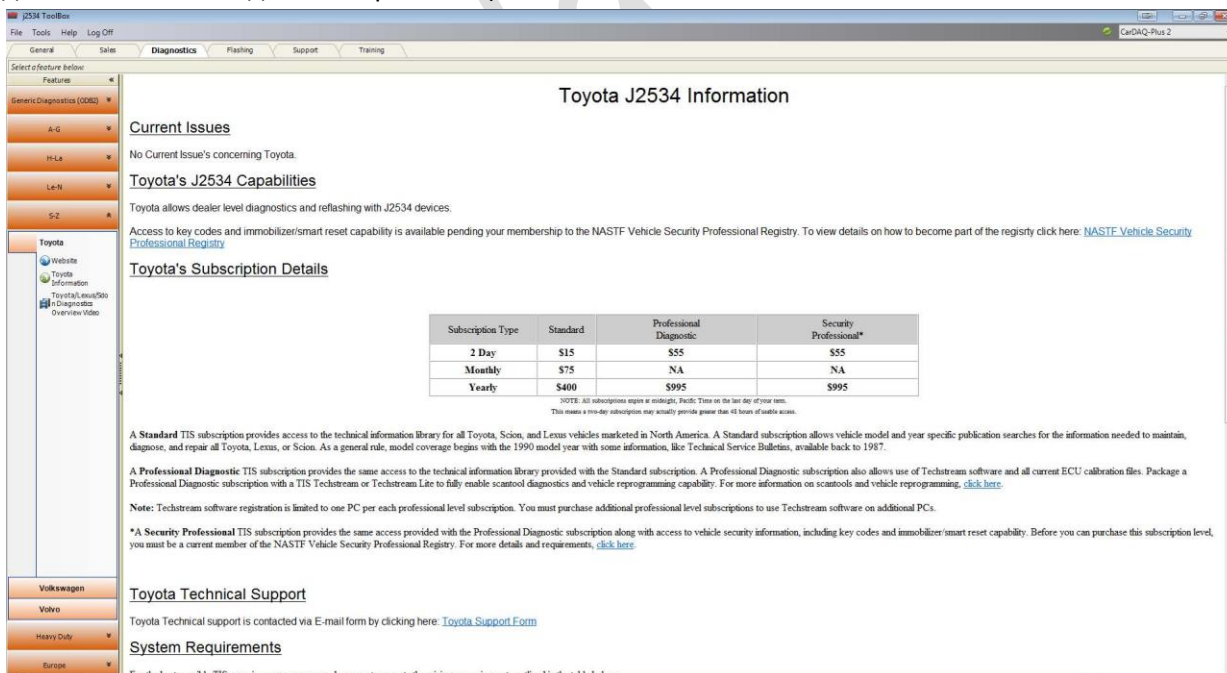 j2534 ToolBox
File Tools Help Log Off
CarDAQ-Plus 2
General Sales Diagnostics Flashing Support Training
Select a feature below
Features
Generic Diagnostics (OBD2)
A-G
H-La
Le-N
S-Z
Toyota
Website
Toyota
Information
Toyota/Lexus/Scio
n Diagnostics
Overview Video
Volkswagen
Volvo
Heavy Duty
Europe
Toyota J2534 Information
Current Issues
No Current Issue's concerning Toyota.
Toyota's J2534 Capabilities
Toyota allows dealer level diagnostics and reflashing with J2534 devices.
Access to key codes and immobilizer/smart reset capability is available pending your membership to the NASTF Vehicle Security Professional Registry. To view details on how to become part of the regisrty click here: NASTF Vehicle Security
Professional Registry
Toyota's Subscription Details
Subscription Type Standard Professional Diagnostic Security Professional*
2 Day $15 $55 $55
Monthly $75 NA NA
Yearly $400 $995 $995
NOTE: All subscriptions expire at midnight, Pacific Time on the last day of your term.
This means a two-day subscription may actually provide greater than 48 hours of usable access.
A Standard TIS subscription provides access to the technical information library for all Toyota, Scion, and Lexus vehicles marketed in North America. A Standard subscription allows vehicle model and year specific publication searches for the information needed to maintain,
diagnose, and repair all Toyota, Lexus, or Scion. As a general rule, model coverage begins with the 1990 model year with some information, like Technical Service Bulletins, available back to 1987.
A Professional Diagnostic TIS subscription provides the same access to the technical information library provided with the Standard subscription. A Professional Diagnostic subscription also allows use of Techstream software and all current ECU calibration files. Package a
Professional Diagnostic subscription with a TIS Techstream or Techstream Lite to fully enable scantool diagnostics and vehicle reprogramming capability. For more information on scantools and vehicle reprogramming, click here.
Note: Techstream software registration is limited to one PC per each professional level subscription. You must purchase additional professional level subscriptions to use Techstream software on additional PCs.
*A Security Professional TIS subscription provides the same access provided with the Professional Diagnostic subscription along with access to vehicle security information, including key codes and immobilizer/smart reset capability. Before you can purchase this subscription level,
you must be a current member of the NASTF Vehicle Security Professional Registry. For more details and requirements, click here.
Toyota Technical Support
Toyota Technical support is contacted via E-mail form by clicking here: Toyota Support Form
System Requirements